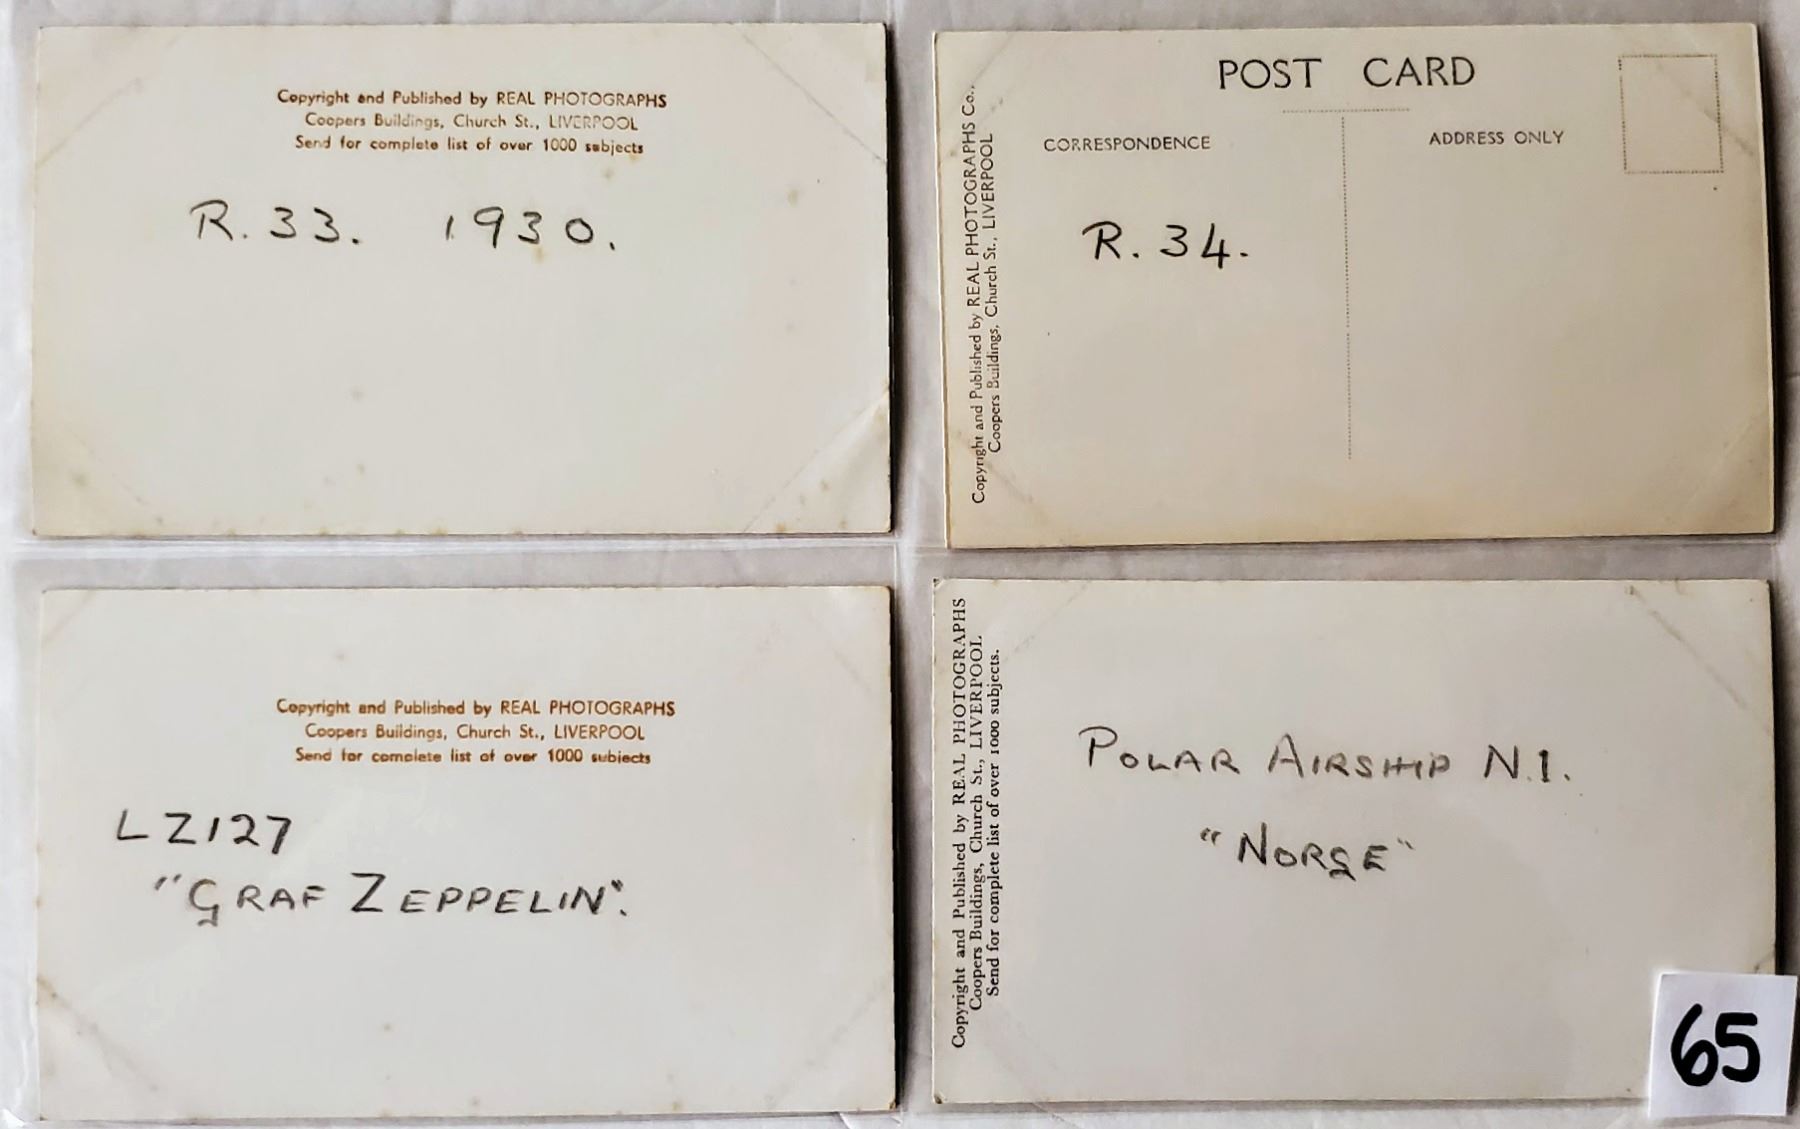 Copyright and Published by REAL PHOTOGRAPHS
Coopers Buildings, Church St., LIVERPOOL
Send for complete list of over 1000 subjects
R. 33. 1930.
POST CARD
CORRESPONDENCE
ADDRESS ONLY
Copyright and Published by REAL PHOTOGRAPHS Co.,
Coopers Buildings, Church St., LIVERPOOL
R. 34.
Copyright and Published by REAL PHOTOGRAPHS
Coopers Buildings, Church St., LIVERPOOL
Send for complete list of over 1000 subjects
LZ127
"GRAF ZEPPELIN".
Copyright and Published by REAL PHOTOGRAPHS
Coopers Buildings, Church St., LIVERPOOL
Send for complete list of over 1000 subjects.
POLAR AIRSHIP N.1.
"NORGE"
65